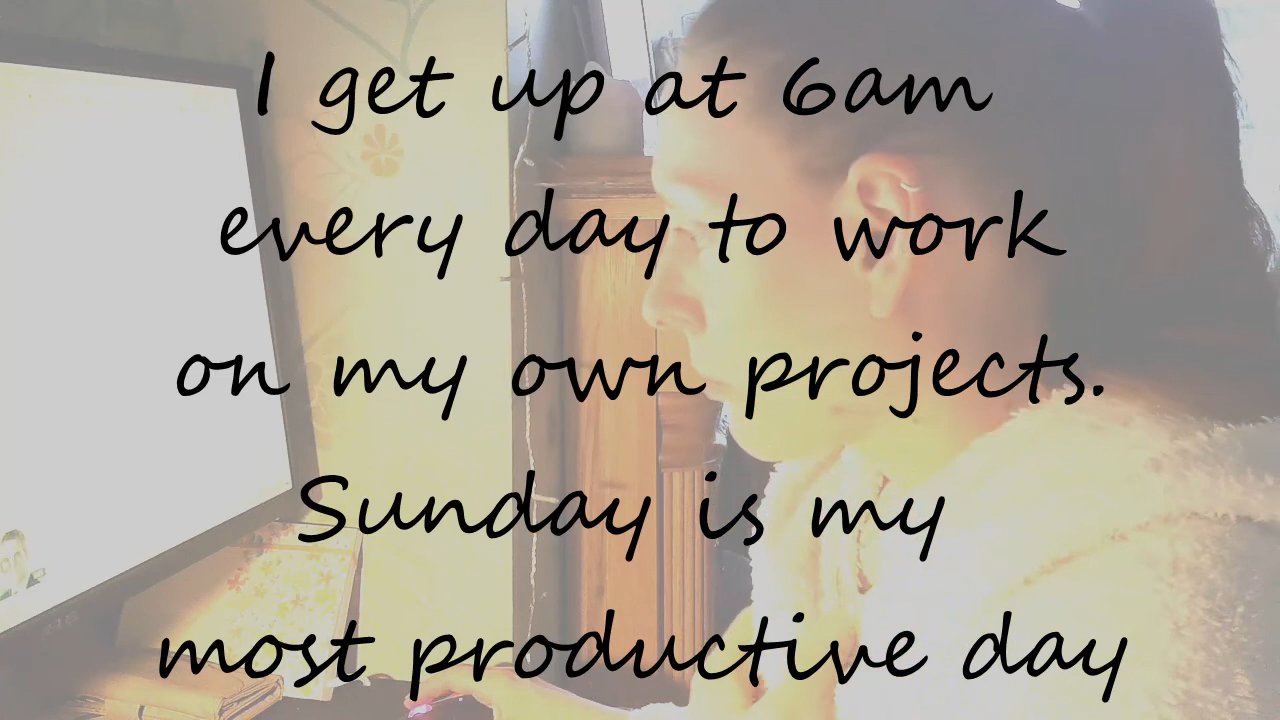 I get up at 6am
every day to work
on my own projects.
Sunday is my
most productive day